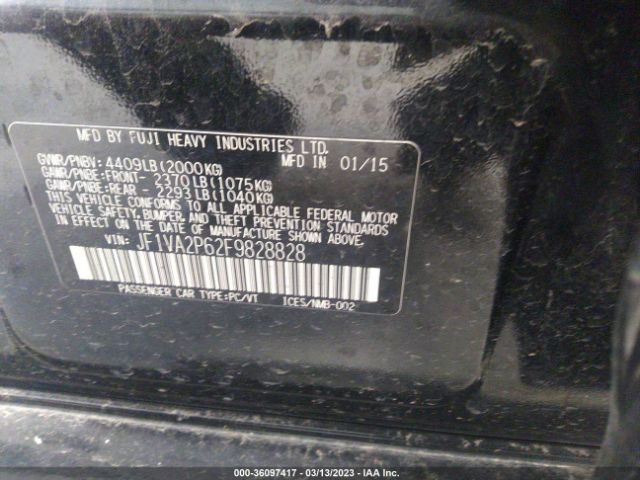 MFD BY FUJI HEAVY INDUSTRIES LTD.
GVWR/PNBV: 4409LB(2000KG) MFD IN 01/15
GAWR/PNBE:FRONT- 2370LB(1075KG)
GAWR/PNBE:REAR - 2293LB(1040KG)
THIS VEHICLE CONFORMS TO ALL APPLICABLE FEDERAL MOTOR
VEHICLE SAFETY, BUMPER, AND THEFT PREVENTION STANDARDS
IN EFFECT ON THE DATE OF MANUFACTURE SHOWN ABOVE.
VIN: JF1VA2P62F9828828
PASSENGER CAR TYPE:PC/VT ICES/NMB-002
000-36097417 - 03/13/2023 - IAA Inc.